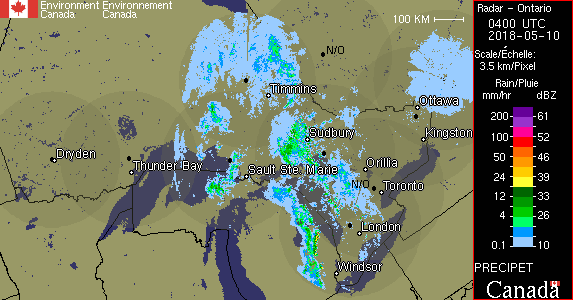 Environment Environnement
Canada Canada
100 KM
N/O
Timmins
Ottawa
Sudbury
Kingston
Dryden
Thunder Bay
Sault Ste. Marie
Orillia
N/O
Toronto
London
Windsor
Radar - Ontario
0400 UTC
2018-05-10
Scale/Échelle:
3.5 km/Pixel
Rain/Pluie
mm/hr dBZ
200 61
100 52
50 46
24 39
12 33
4 26
0.1 10
PRECIPET
Canada